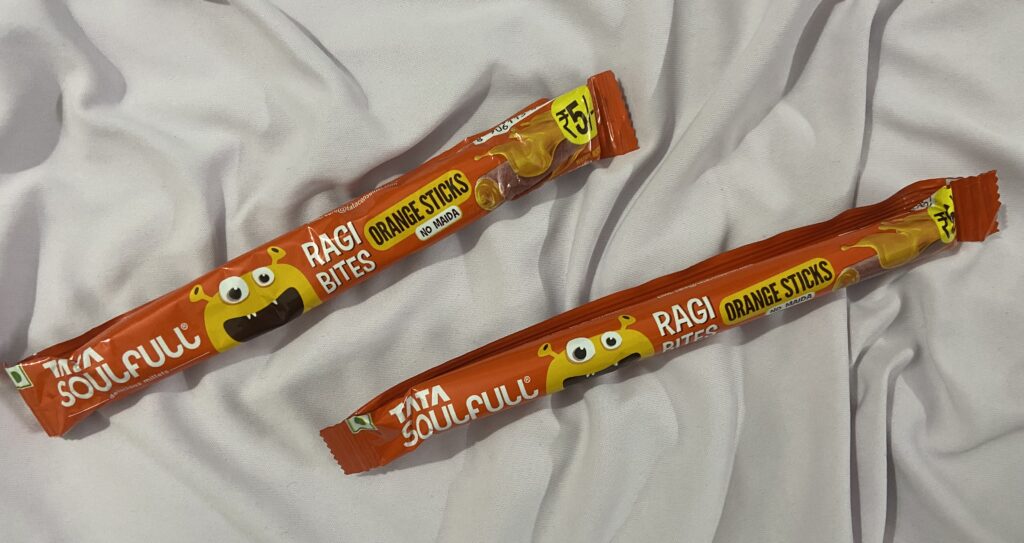 TATA
SOULFULL®
RAGI
BITES
ORANGE STICKS
NO MAIDA
₹5/-
TATA
SOULFULL®
RAGI
BITES
ORANGE STICKS
NO MAIDA